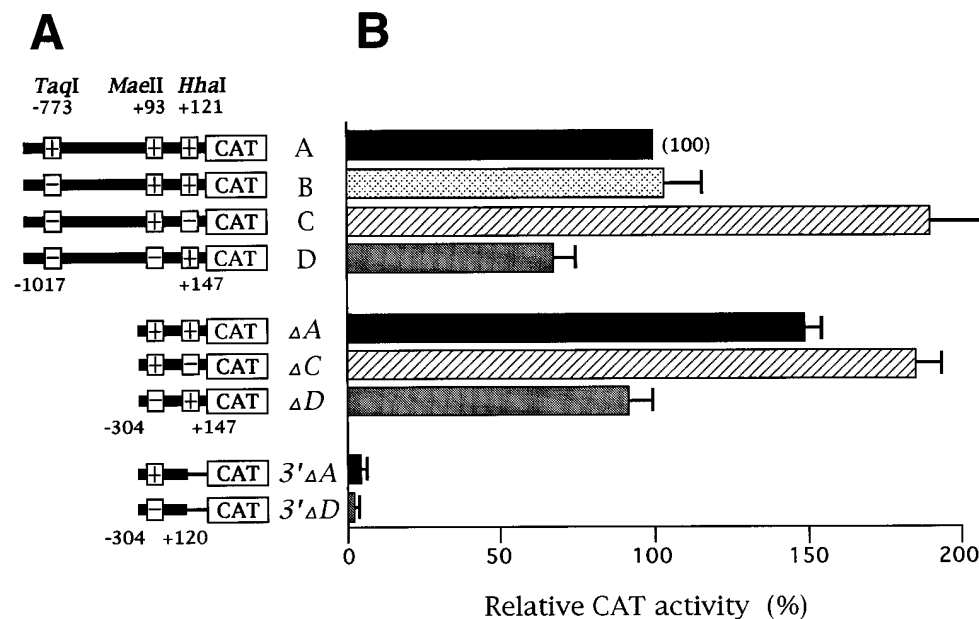 A B
TaqI MaeII HhaI
-773 +93 +121
+ + + CAT A (100)
− + + CAT B
− + − CAT C
− − + CAT D
-1017 +147
+ + CAT ΔA
+ − CAT ΔC
− + CAT ΔD
-304 +147
+ CAT 3'ΔA
− CAT 3'ΔD
-304 +120
0 50 100 150 200
Relative CAT activity (%)